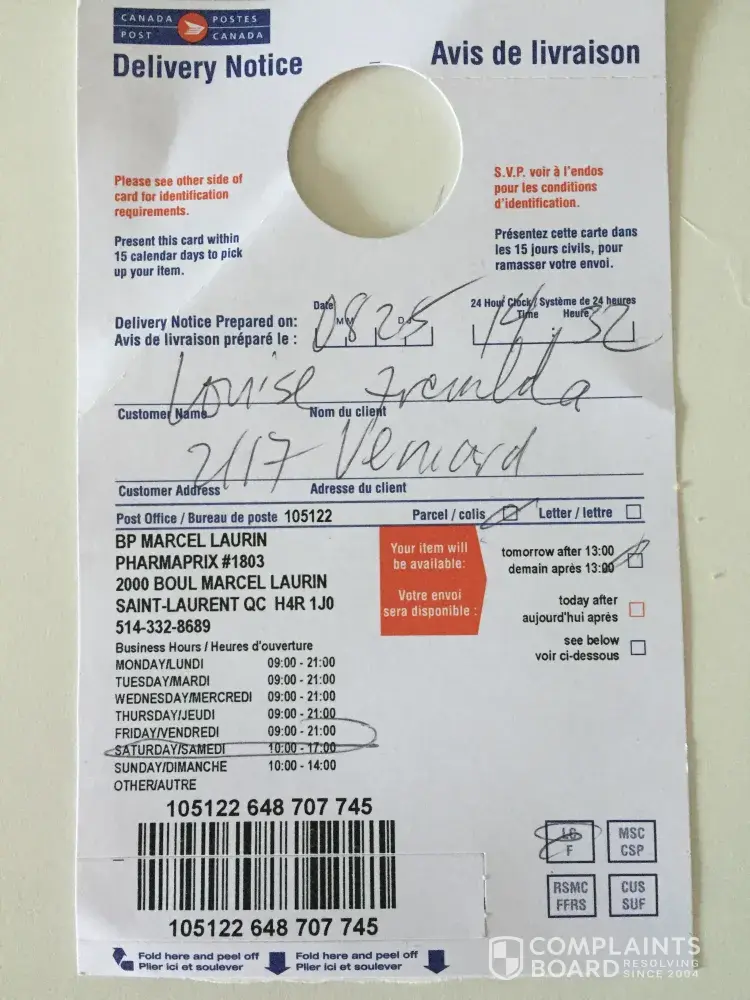 CANADA POSTES
POST CANADA
Delivery Notice
Avis de livraison
Please see other side of
card for identification
requirements.
S.V.P. voir à l'endos
pour les conditions
d'identification.
Present this card within
15 calendar days to pick
up your item.
Présentez cette carte dans
les 15 jours civils, pour
ramasser votre envoi.
Delivery Notice Prepared on:
Avis de livraison préparé le :
Date
M D
08 25
24 Hour Clock / Système de 24 heures
Time Heure
14 : 32
Louise
Customer Name Nom du client
2117
Customer Address Adresse du client
Post Office / Bureau de poste 105122
Parcel / colis
Letter / lettre
BP MARCEL LAURIN
PHARMAPRIX #1803
2000 BOUL MARCEL LAURIN
SAINT-LAURENT QC H4R 1J0
514-332-8689
Your item will
be available:
Votre envoi
sera disponible :
tomorrow after 13:00
demain après 13:00
today after
aujourd'hui après
see below
voir ci-dessous
Business Hours / Heures d'ouverture
MONDAY/LUNDI 09:00 - 21:00
TUESDAY/MARDI 09:00 - 21:00
WEDNESDAY/MERCREDI 09:00 - 21:00
THURSDAY/JEUDI 09:00 - 21:00
FRIDAY/VENDREDI 09:00 - 21:00
SATURDAY/SAMEDI 10:00 - 17:00
SUNDAY/DIMANCHE 10:00 - 14:00
OTHER/AUTRE
105122 648 707 745
105122 648 707 745
F
MSC
CSP
RSMC
FFRS
CUS
SUF
Fold here and peel off
Plier ici et soulever
Fold here and peel off
Plier ici et soulever
COMPLAINTS
BOARD RESOLVING
SINCE 2004